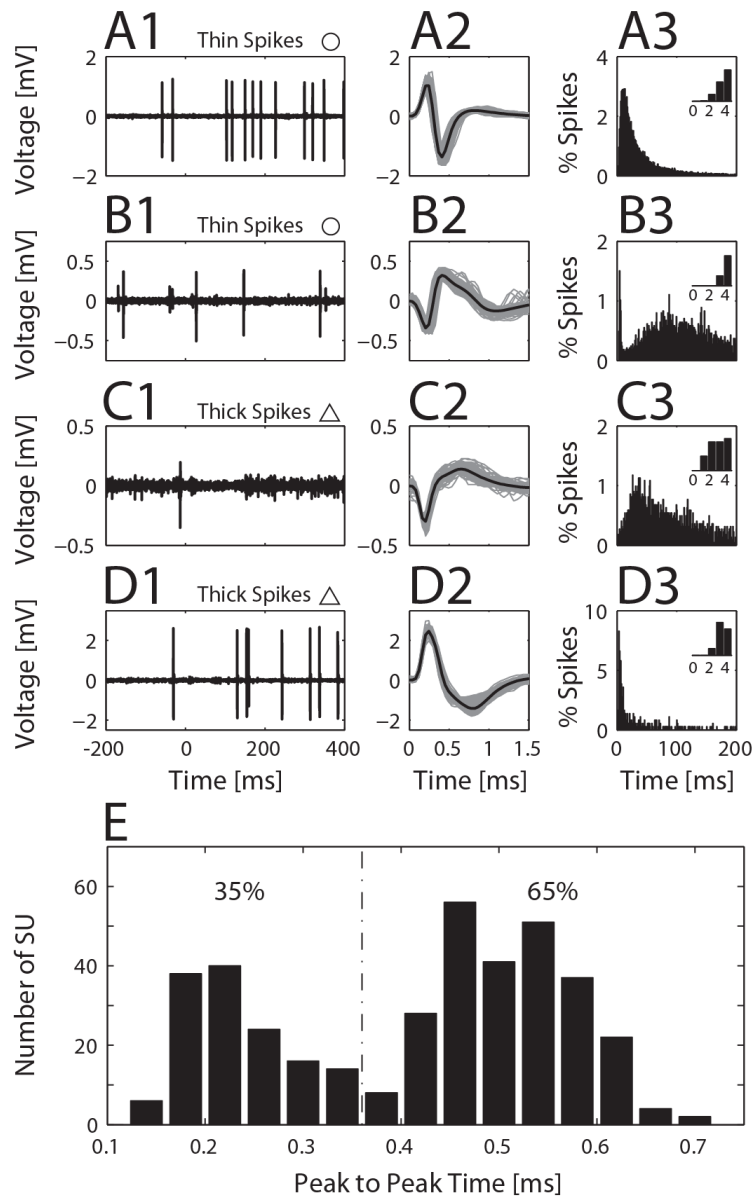 A1 Thin Spikes ○ A2 A3
Voltage [mV]
2
0
−2
2
0
−2
% Spikes
4
2
0
0 2 4
B1 Thin Spikes ○ B2 B3
Voltage [mV]
0.5
0
−0.5
0.5
0
−0.5
% Spikes
2
1
0
0 2 4
C1 Thick Spikes △ C2 C3
Voltage [mV]
0.5
0
−0.5
0.5
0
−0.5
% Spikes
2
1
0
0 2 4
D1 Thick Spikes △ D2 D3
Voltage [mV]
2
0
−2
2
0
−2
% Spikes
10
5
0
0 2 4
-200 0 200 400
0 0.5 1 1.5
0 100 200
Time [ms] Time [ms] Time [ms]
E
35% 65%
Number of SU
60
40
20
0
0.1 0.2 0.3 0.4 0.5 0.6 0.7
Peak to Peak Time [ms]